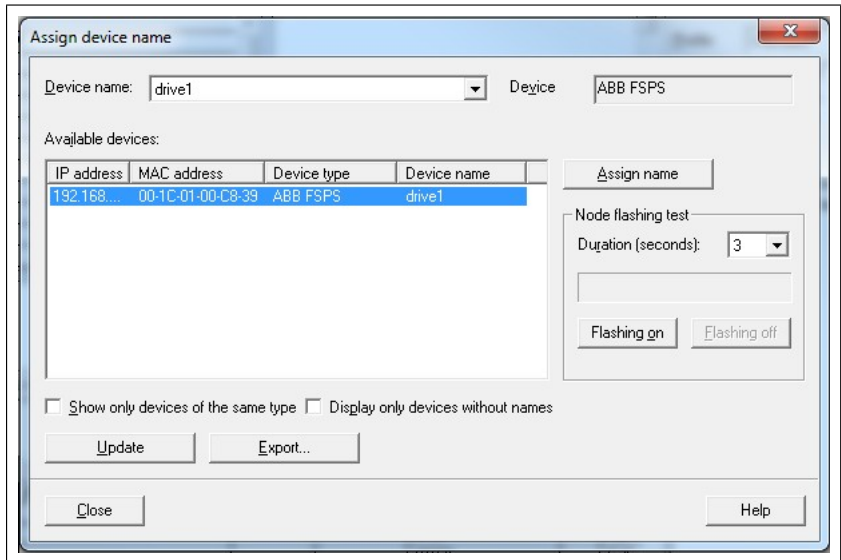 Assign device name
Device name: drive1 Device ABB FSPS
Available devices:
IP address MAC address Device type Device name
192.168.... 00-1C-01-00-C8-39 ABB FSPS drive1
Assign name
Node flashing test
Duration (seconds): 3
Flashing on Flashing off
Show only devices of the same type Display only devices without names
Update Export...
Close Help